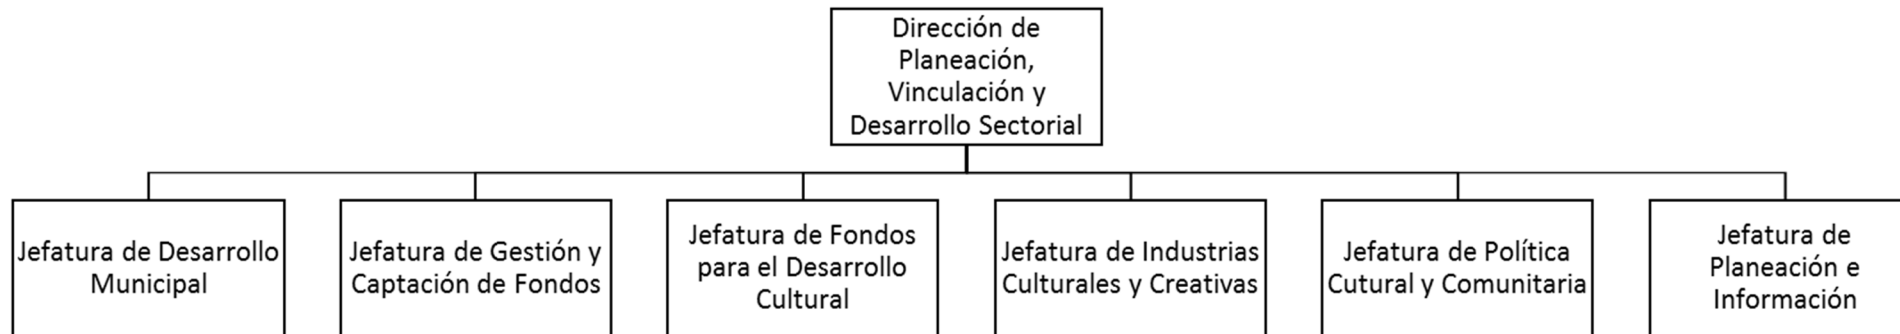 Dirección de
Planeación,
Vinculación y
Desarrollo Sectorial
Jefatura de Desarrollo
Municipal
Jefatura de Gestión y
Captación de Fondos
Jefatura de Fondos
para el Desarrollo
Cultural
Jefatura de Industrias
Culturales y Creativas
Jefatura de Política
Cutural y Comunitaria
Jefatura de
Planeación e
Información